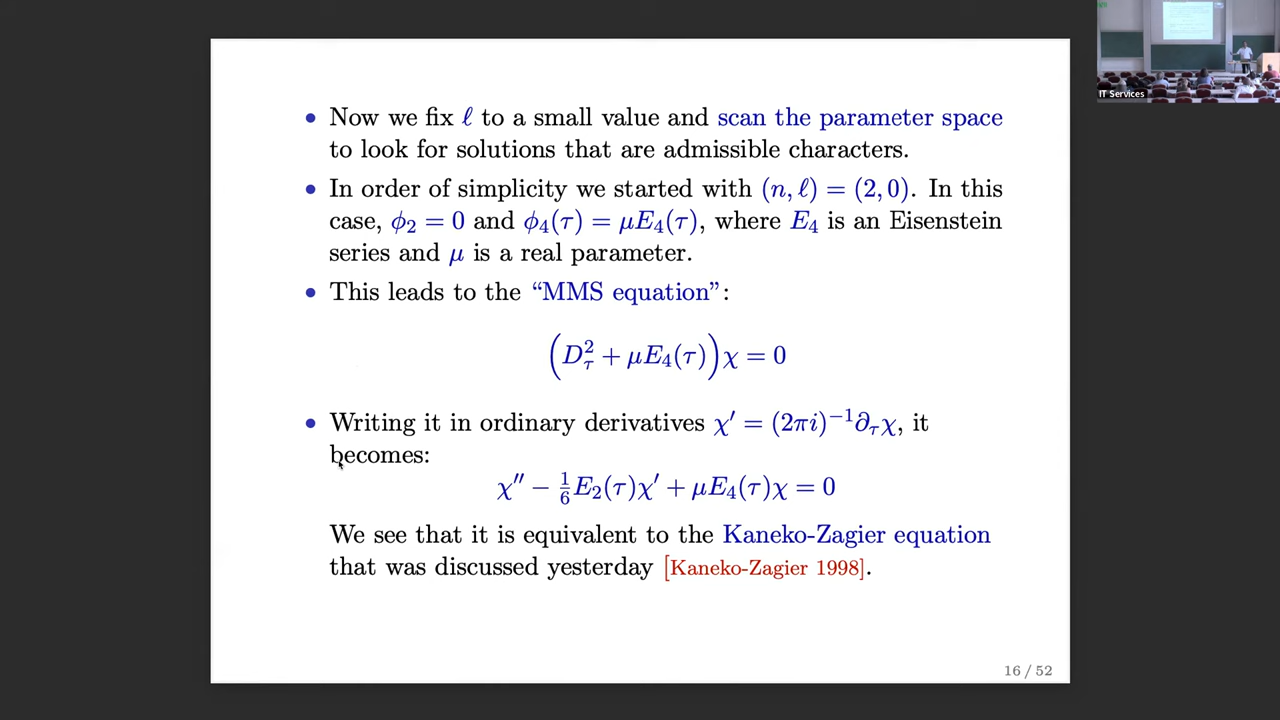 • Now we fix ℓ to a small value and scan the parameter space
to look for solutions that are admissible characters.
• In order of simplicity we started with (n, ℓ) = (2, 0). In this
case, ϕ₂ = 0 and ϕ₄(τ) = μE₄(τ), where E₄ is an Eisenstein
series and μ is a real parameter.
• This leads to the “MMS equation”:
(D²_τ + μE₄(τ))χ = 0
• Writing it in ordinary derivatives χ′ = (2πi)⁻¹∂_τχ, it
becomes:
χ″ − 1/6 E₂(τ)χ′ + μE₄(τ)χ = 0
We see that it is equivalent to the Kaneko-Zagier equation
that was discussed yesterday [Kaneko-Zagier 1998].
16 / 52
IT Services